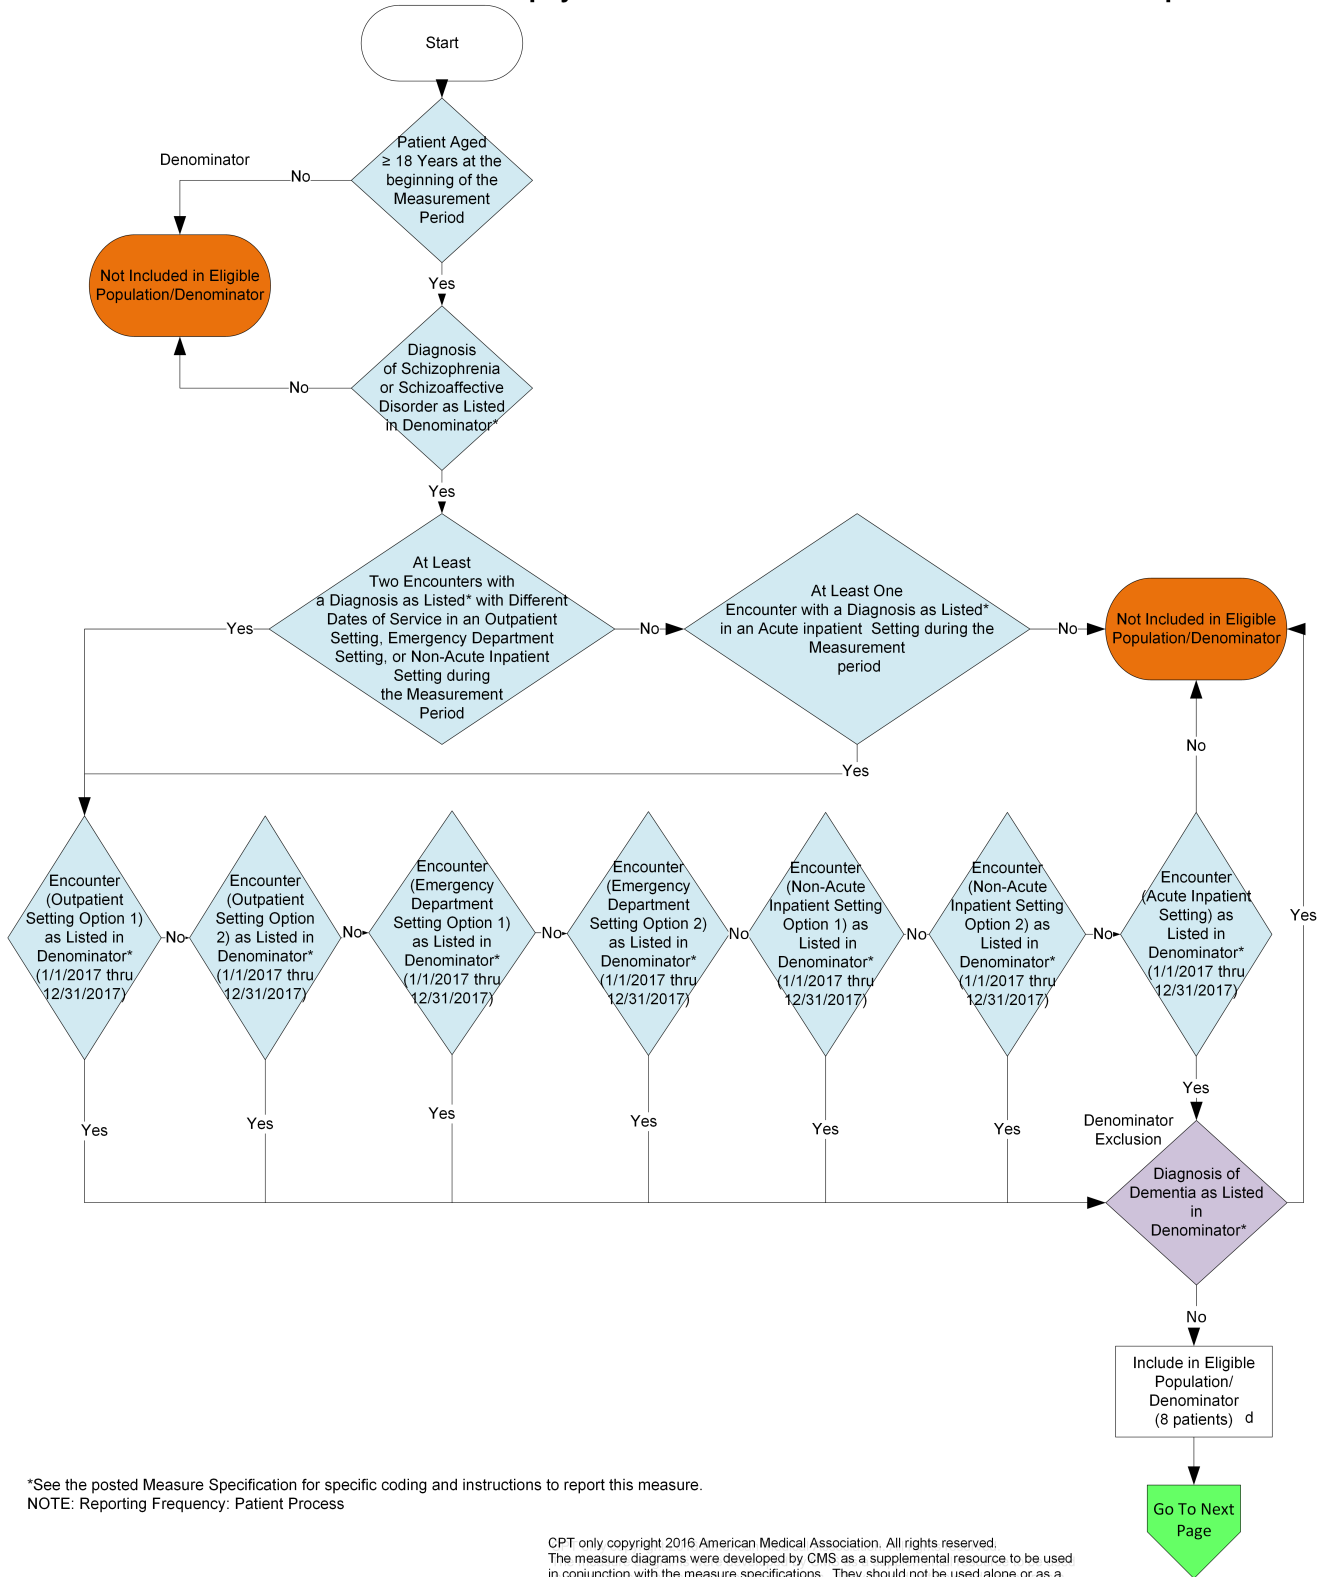 Start
Patient Aged
≥ 18 Years at the
beginning of the
Measurement
Period
Denominator
No
Not Included in Eligible
Population/Denominator
Yes
Diagnosis
of Schizophrenia
or Schizoaffective
Disorder as Listed
in Denominator*
No
Yes
At Least
Two Encounters with
a Diagnosis as Listed* with Different
Dates of Service in an Outpatient
Setting, Emergency Department
Setting, or Non-Acute Inpatient
Setting during
the Measurement
Period
Yes
No
At Least One
Encounter with a Diagnosis as Listed*
in an Acute inpatient Setting during the
Measurement
period
No
Not Included in Eligible
Population/Denominator
Yes
No
Encounter
(Outpatient
Setting Option 1)
as Listed in
Denominator*
(1/1/2017 thru
12/31/2017)
No
Encounter
(Outpatient
Setting Option
2) as Listed in
Denominator*
(1/1/2017 thru
12/31/2017)
No
Encounter
(Emergency
Department
Setting Option 1)
as Listed in
Denominator*
(1/1/2017 thru
12/31/2017)
No
Encounter
(Emergency
Department
Setting Option 2)
as Listed in
Denominator*
(1/1/2017 thru
12/31/2017)
No
Encounter
(Non-Acute
Inpatient Setting
Option 1) as
Listed in
Denominator*
(1/1/2017 thru
12/31/2017)
No
Encounter
(Non-Acute
Inpatient Setting
Option 2) as
Listed in
Denominator*
(1/1/2017 thru
12/31/2017)
No
Encounter
(Acute Inpatient
Setting) as
Listed in
Denominator*
(1/1/2017 thru
12/31/2017)
Yes
Yes
Yes
Yes
Yes
Yes
Yes
Yes
Denominator
Exclusion
Diagnosis of
Dementia as Listed
in
Denominator*
No
Include in Eligible
Population/
Denominator
(8 patients) d
Go To Next
Page
*See the posted Measure Specification for specific coding and instructions to report this measure.
NOTE: Reporting Frequency: Patient Process
CPT only copyright 2016 American Medical Association. All rights reserved.
The measure diagrams were developed by CMS as a supplemental resource to be used
in conjunction with the measure specifications. They should not be used alone or as a